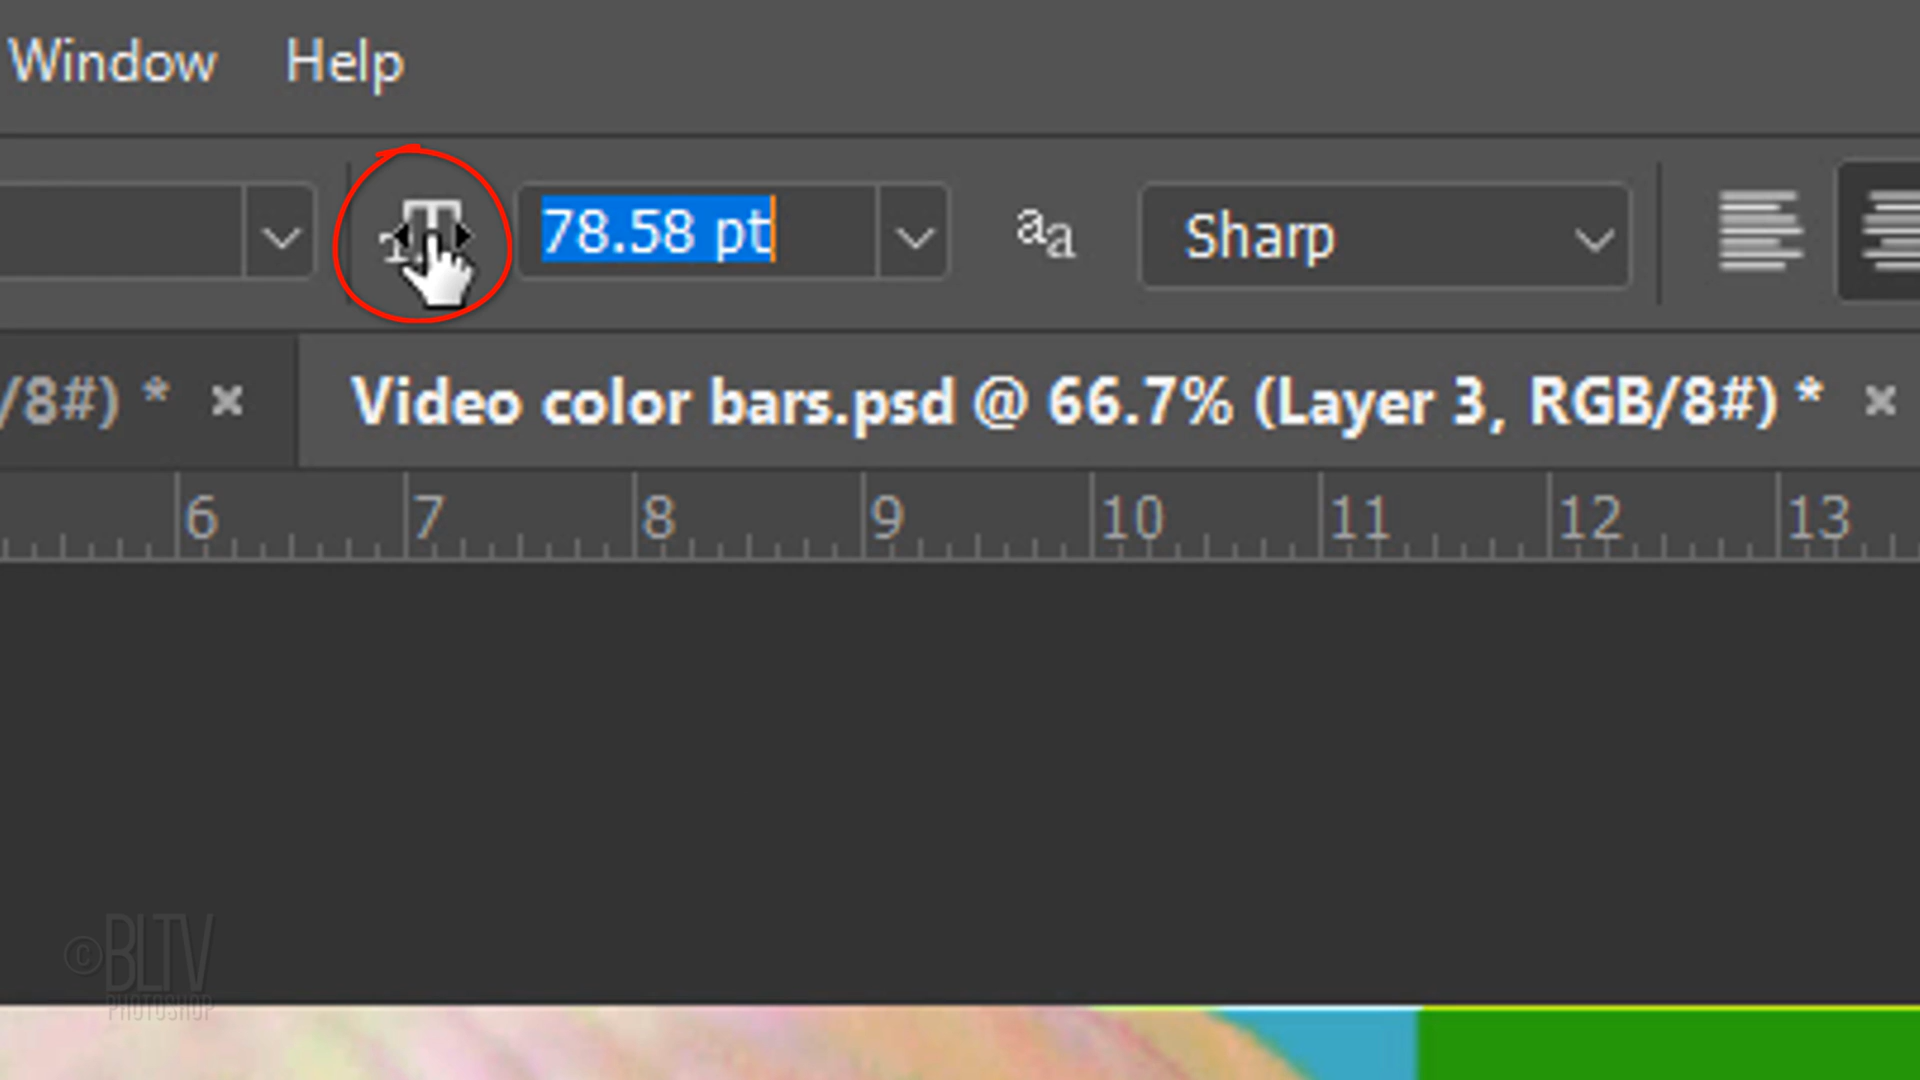 Window Help
78.58 pt aa Sharp
/8#) * × Video color bars.psd @ 66.7% (Layer 3, RGB/8#) * ×
6 7 8 9 10 11 12 13
©BLTV
PHOTOSHOP